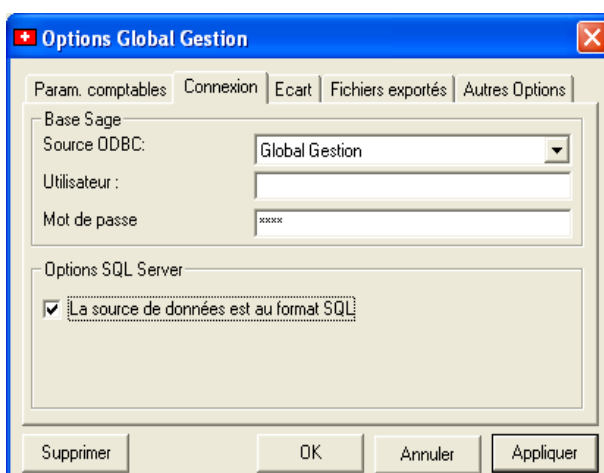 Options Global Gestion
Param. comptables Connexion Ecart Fichiers exportés Autres Options
Base Sage
Source ODBC: Global Gestion
Utilisateur :
Mot de passe ××××
Options SQL Server
La source de données est au format SQL
Supprimer OK Annuler Appliquer